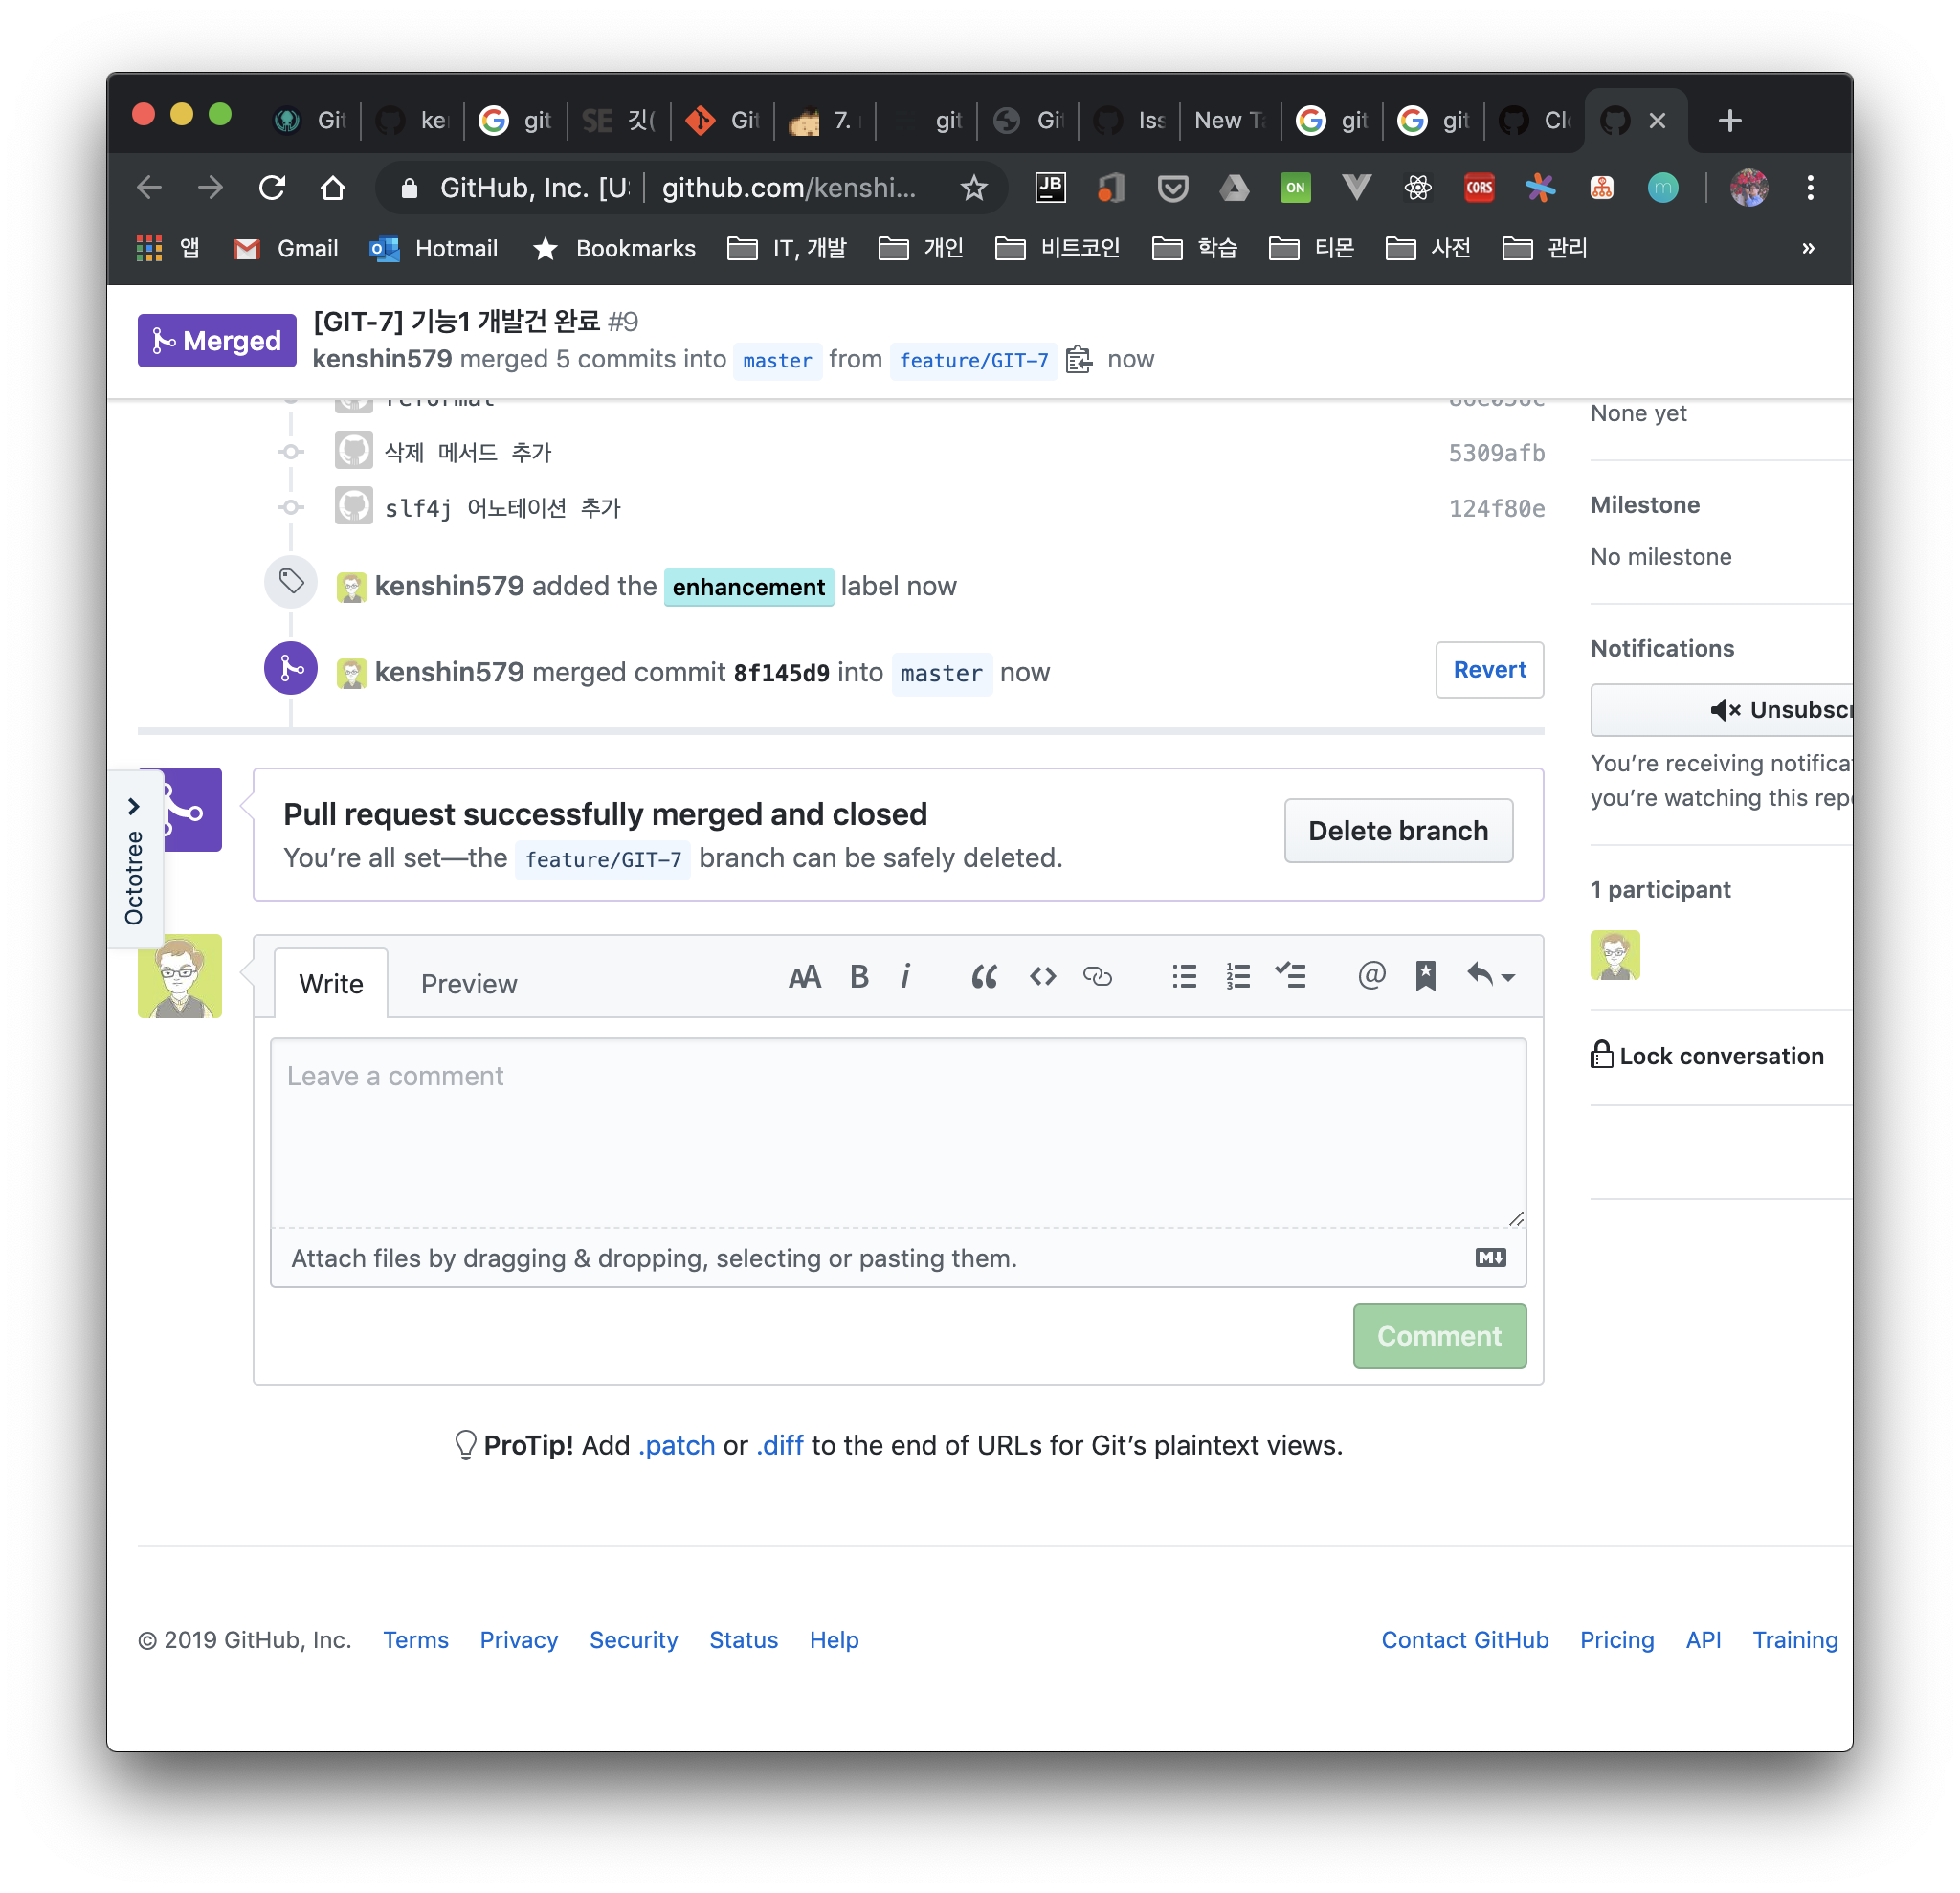 Git
ke
git
SE 깃(
Git
7.
git
Gi
Iss
New Ta
git
git
Cl
GitHub, Inc. [U
github.com/kenshi...
JB
ON
CORS
m
앱
Gmail
Hotmail
Bookmarks
IT, 개발
개인
비트코인
학습
티몬
사전
관리
»
Merged
[GIT-7] 기능1 개발건 완료 #9
kenshin579 merged 5 commits into master from feature/GIT-7 now
reformat
None yet
삭제 메서드 추가 5309afb
slf4j 어노테이션 추가 124f80e
Milestone
No milestone
kenshin579 added the enhancement label now
Notifications
kenshin579 merged commit 8f145d9 into master now
Revert
Unsubscr
You’re receiving notifica
you’re watching this repo
Octotree
Pull request successfully merged and closed
You’re all set—the feature/GIT-7 branch can be safely deleted.
Delete branch
1 participant
Write
Preview
Leave a comment
Lock conversation
Attach files by dragging & dropping, selecting or pasting them.
Comment
ProTip! Add .patch or .diff to the end of URLs for Git’s plaintext views.
© 2019 GitHub, Inc. Terms Privacy Security Status Help
Contact GitHub Pricing API Training